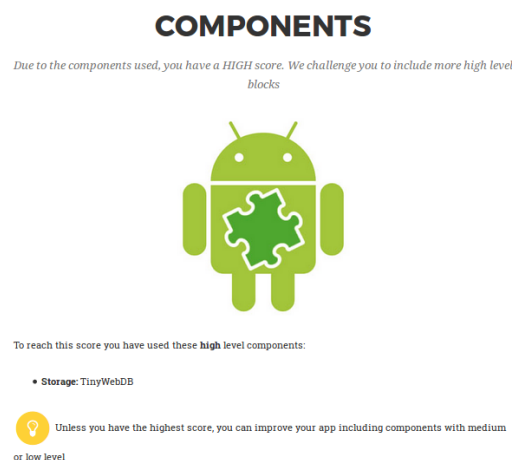 COMPONENTS
Due to the components used, you have a HIGH score. We challenge you to include more high level
blocks
To reach this score you have used these high level components:
Storage: TinyWebDB
Unless you have the highest score, you can improve your app including components with medium
or low level